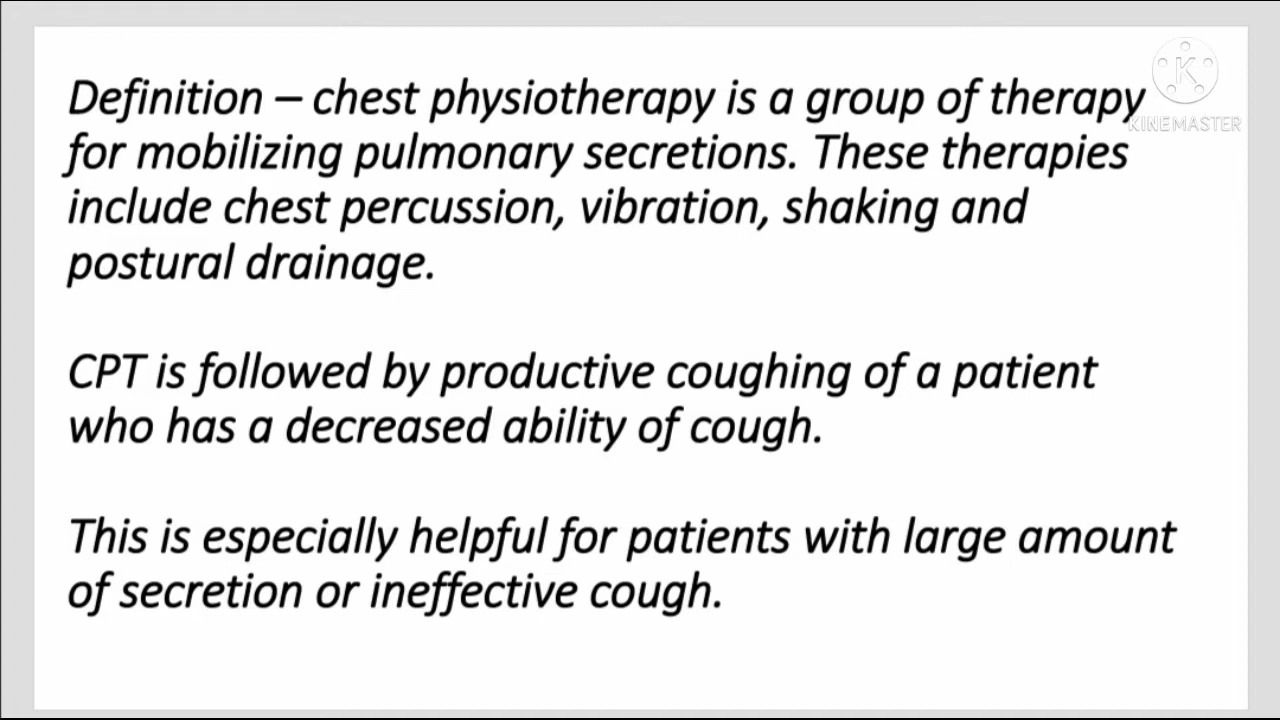 Definition – chest physiotherapy is a group of therapy
for mobilizing pulmonary secretions. These therapies
include chest percussion, vibration, shaking and
postural drainage.
CPT is followed by productive coughing of a patient
who has a decreased ability of cough.
This is especially helpful for patients with large amount
of secretion or ineffective cough.
K
KINEMASTER